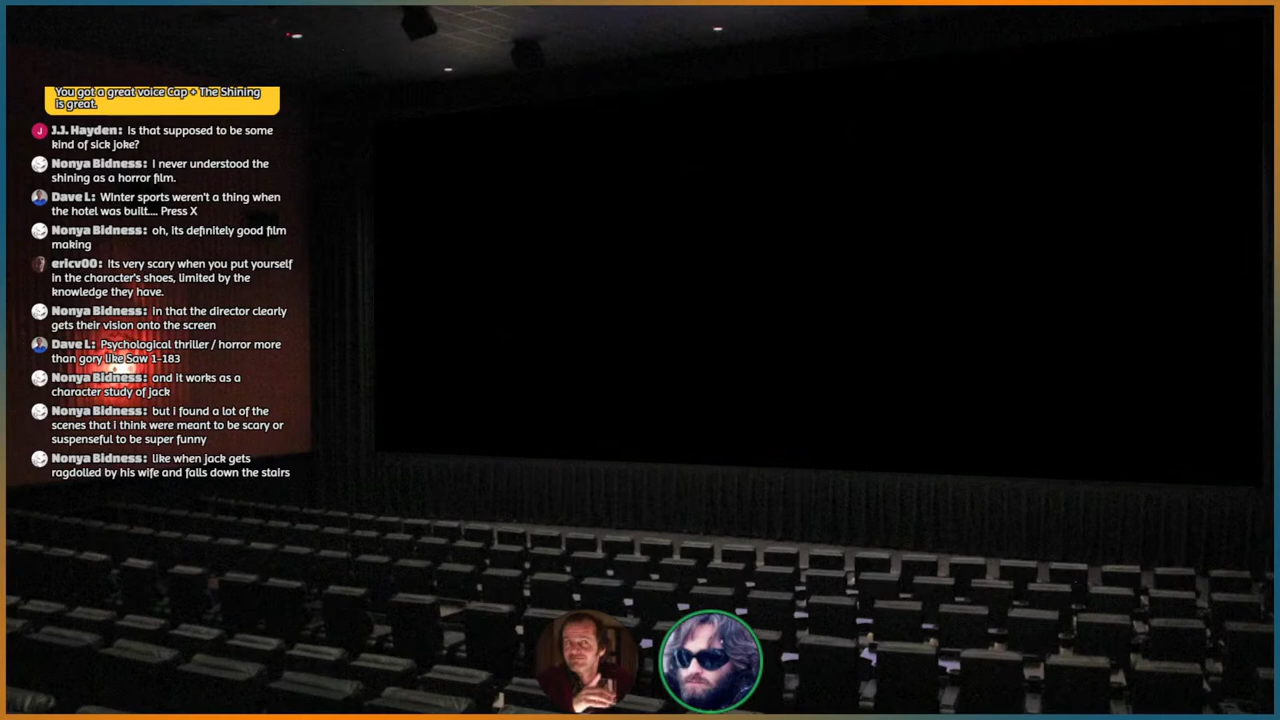 You got a great voice Cap + The Shining
is great.
J.J. Hayden: Is that supposed to be some
kind of sick joke?
Nonya Bidness: I never understood the
shining as a horror film.
Dave L: Winter sports weren't a thing when
the hotel was built.... Press X
Nonya Bidness: oh, its definitely good film
making
ericv00: Its very scary when you put yourself
in the character's shoes, limited by the
knowledge they have.
Nonya Bidness: in that the director clearly
gets their vision onto the screen
Dave L: Psychological thriller / horror more
than gory like Saw 1-183
Nonya Bidness: and it works as a
character study of jack
Nonya Bidness: but i found a lot of the
scenes that i think were meant to be scary or
suspenseful to be super funny
Nonya Bidness: like when jack gets
ragdolled by his wife and falls down the stairs